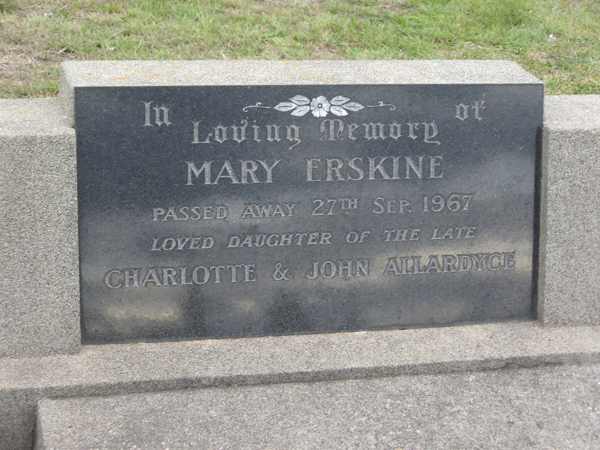 In Loving Memory of
MARY ERSKINE
PASSED AWAY 27TH SEP. 1967
LOVED DAUGHTER OF THE LATE
CHARLOTTE & JOHN ALLARDYCE